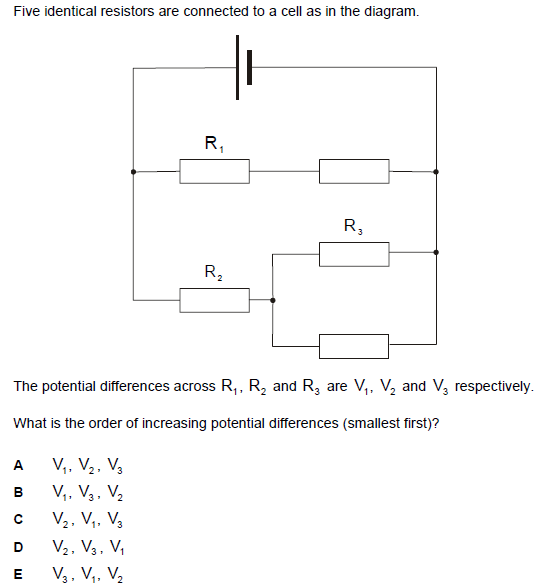 Five identical resistors are connected to a cell as in the diagram.
R₁
R₃
R₂
The potential differences across R₁, R₂ and R₃ are V₁, V₂ and V₃ respectively.
What is the order of increasing potential differences (smallest first)?
A V₁, V₂, V₃
B V₁, V₃, V₂
C V₂, V₁, V₃
D V₂, V₃, V₁
E V₃, V₁, V₂